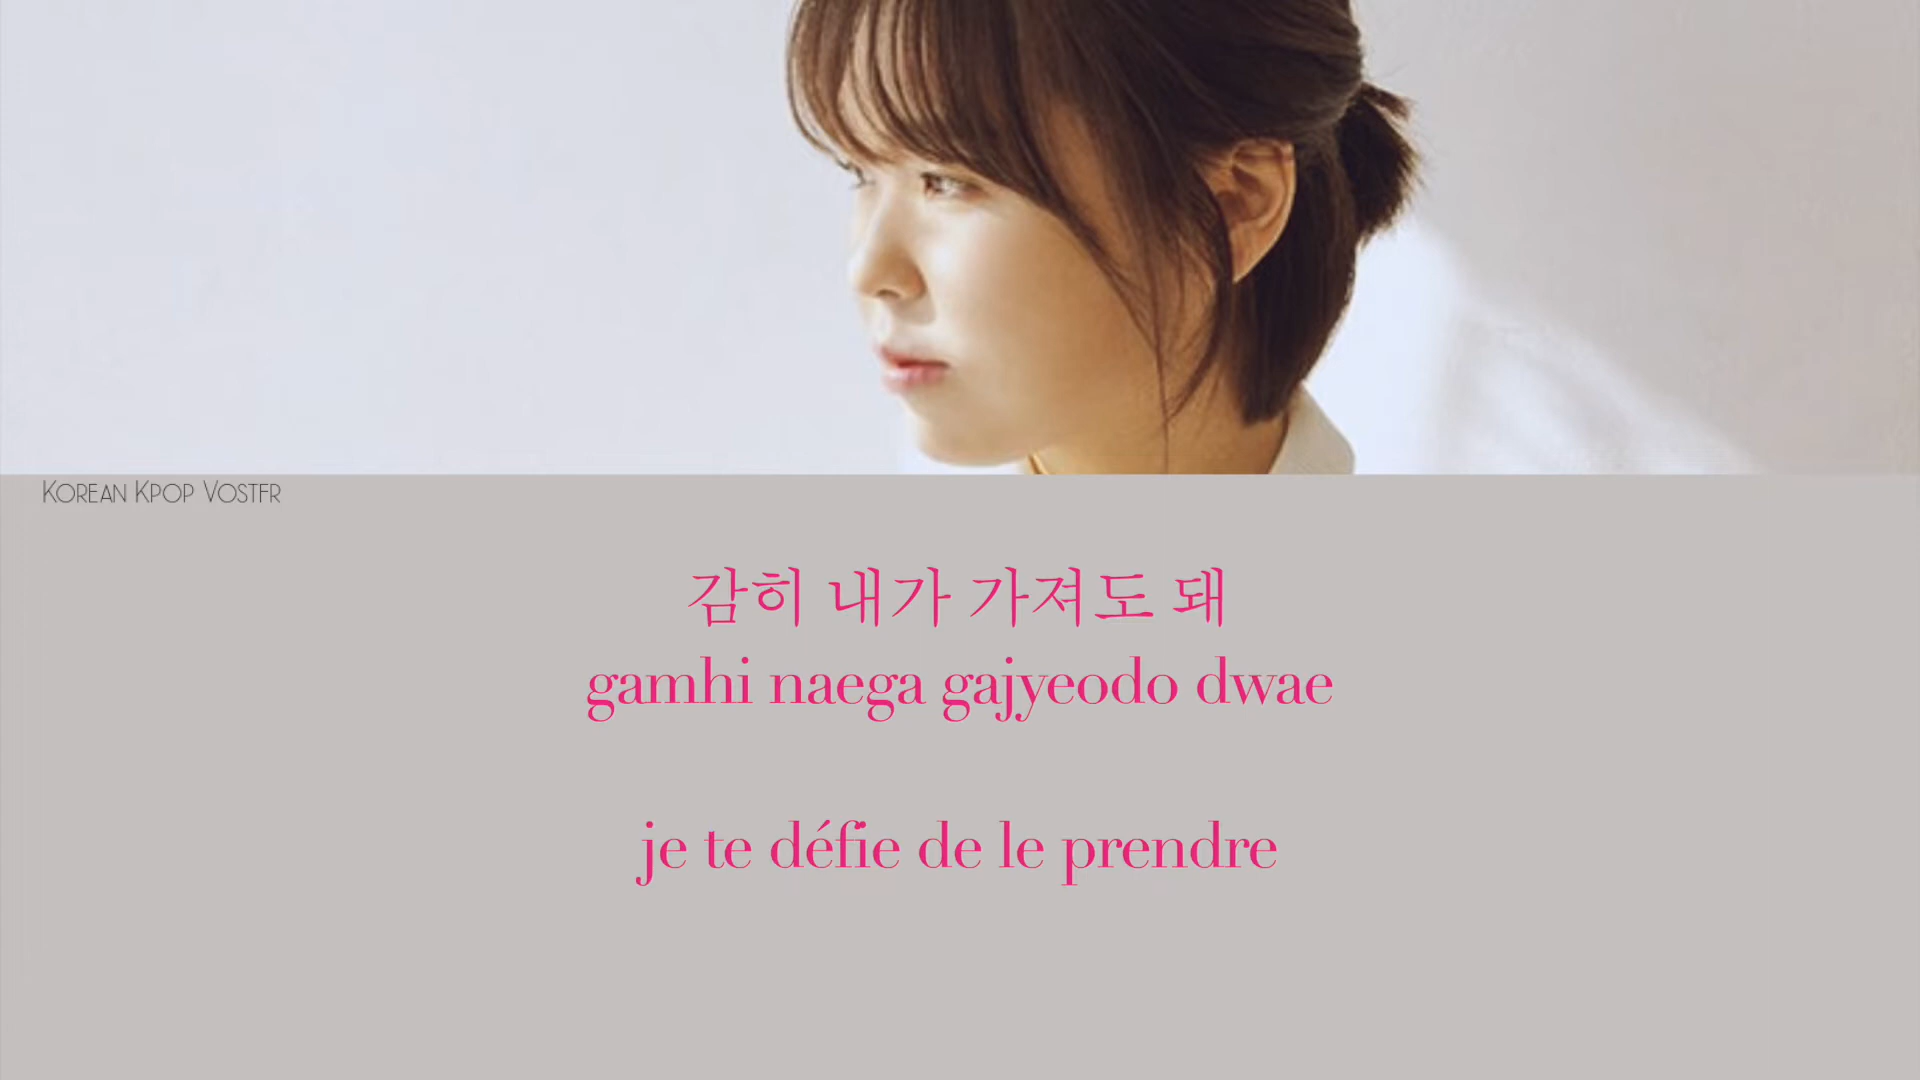 Korean Kpop Vostfr
감히 내가 가져도 돼
gamhi naega gajyeodo dwae
je te défie de le prendre